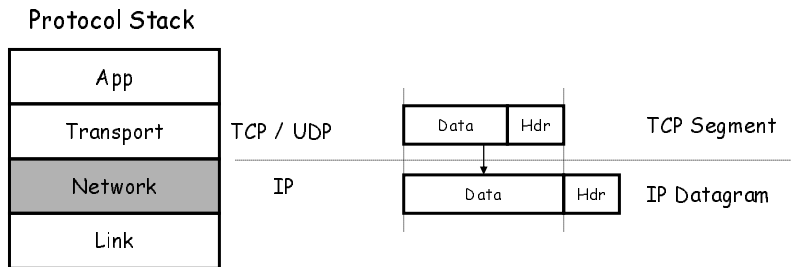 Protocol Stack
App
Transport
TCP / UDP
Data
Hdr
TCP Segment
Network
IP
Data
Hdr
IP Datagram
Link